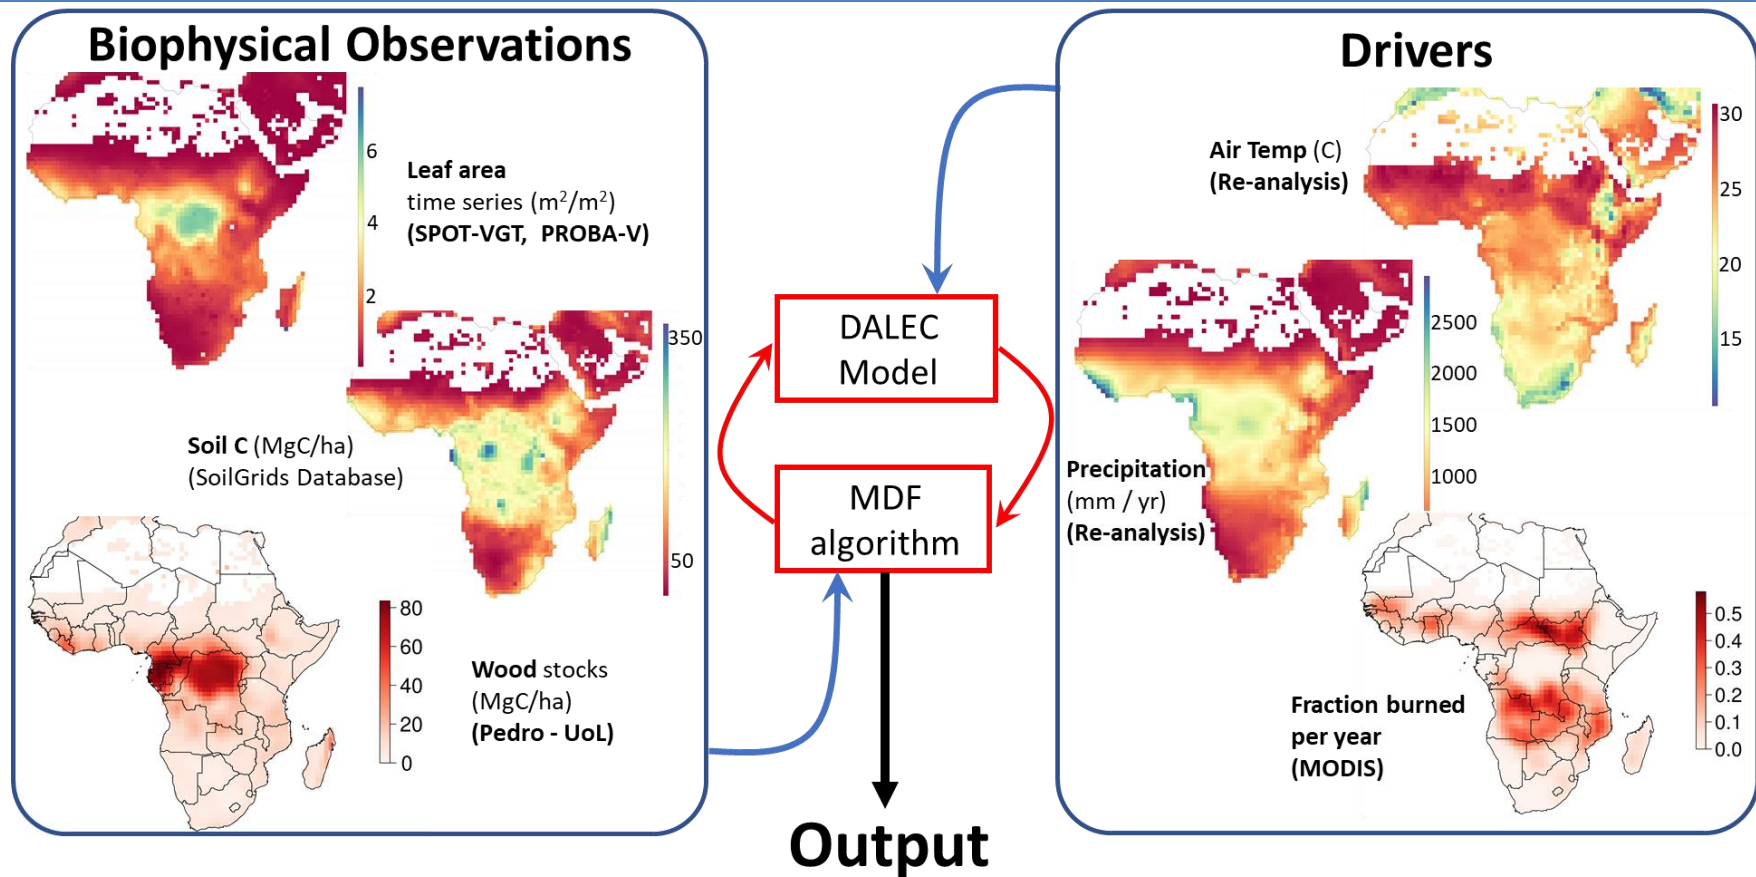 Biophysical Observations
6
4
2
Leaf area
time series (m²/m²)
(SPOT-VGT, PROBA-V)
350
50
Soil C (MgC/ha)
(SoilGrids Database)
80
60
40
20
0
Wood stocks
(MgC/ha)
(Pedro - UoL)
DALEC
Model
MDF
algorithm
Output
Drivers
Air Temp (C)
(Re-analysis)
30
25
20
15
2500
2000
1500
1000
Precipitation
(mm / yr)
(Re-analysis)
Fraction burned
per year
(MODIS)
0.5
0.4
0.3
0.2
0.1
0.0